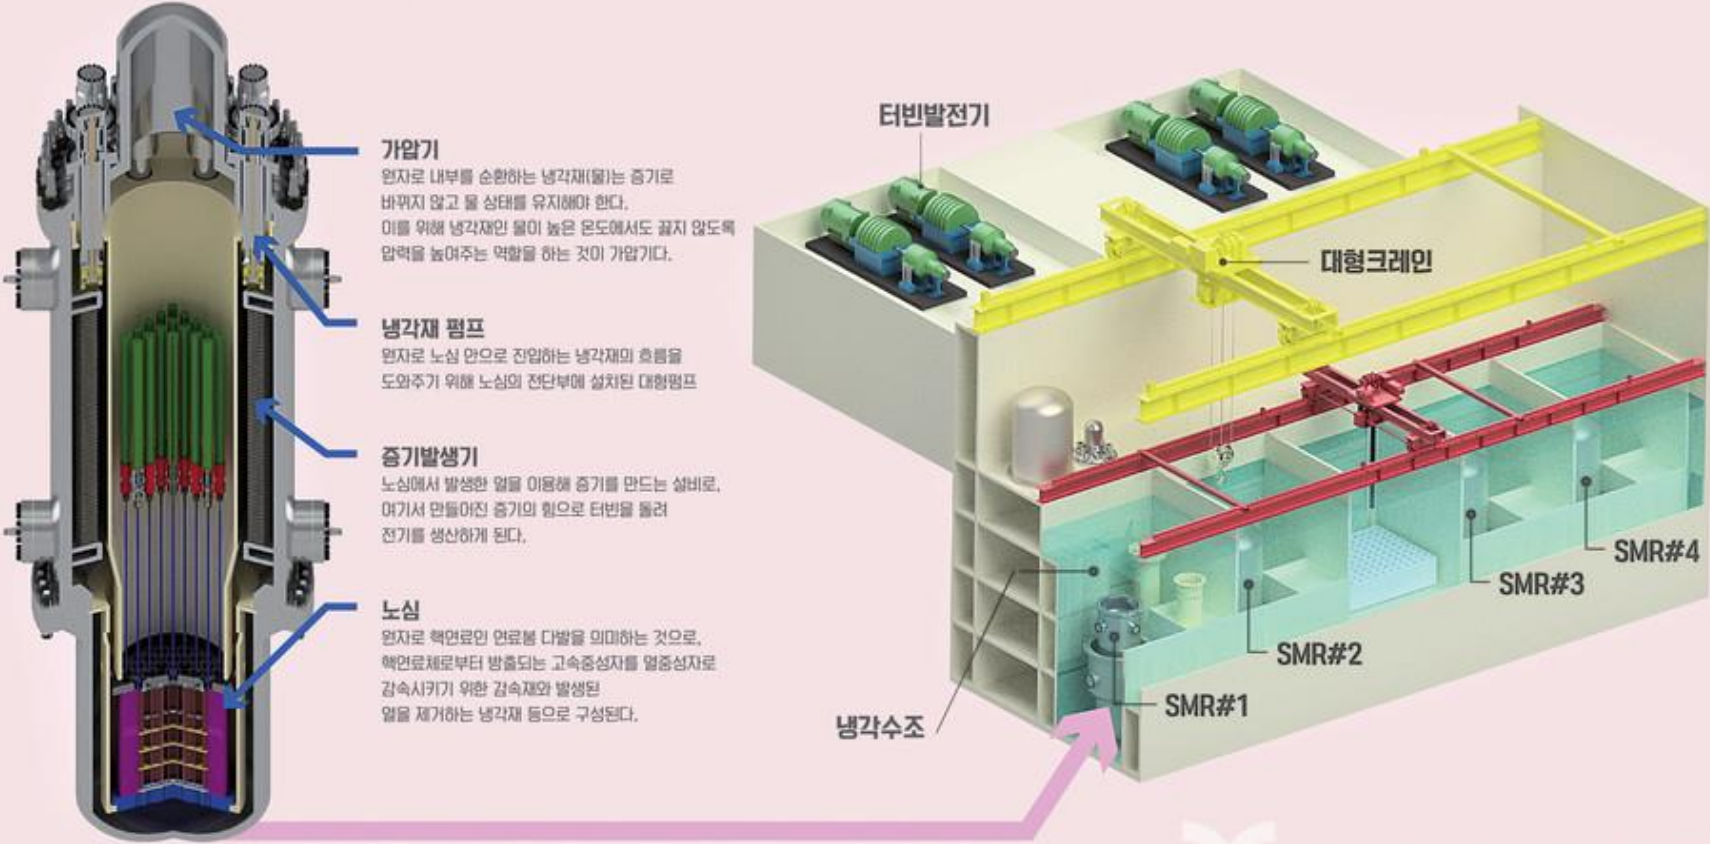 가압기
원자로 내부를 순환하는 냉각재(물)는 증기로
바뀌지 않고 물 상태를 유지해야 한다.
이를 위해 냉각재인 물이 높은 온도에서도 끓지 않도록
압력을 높여주는 역할을 하는 것이 가압기다.
냉각재 펌프
원자로 노심 안으로 진입하는 냉각재의 흐름을
도와주기 위해 노심의 전단부에 설치된 대형펌프
증기발생기
노심에서 발생한 열을 이용해 증기를 만드는 설비로,
여기서 만들어진 증기의 힘으로 터빈을 돌려
전기를 생산하게 된다.
노심
원자로 핵연료인 연료봉 다발을 의미하는 것으로,
핵연료체로부터 방출되는 고속중성자를 열중성자로
감속시키기 위한 감속재와 발생된
열을 제거하는 냉각재 등으로 구성된다.
터빈발전기
대형크레인
SMR#4
SMR#3
SMR#2
SMR#1
냉각수조